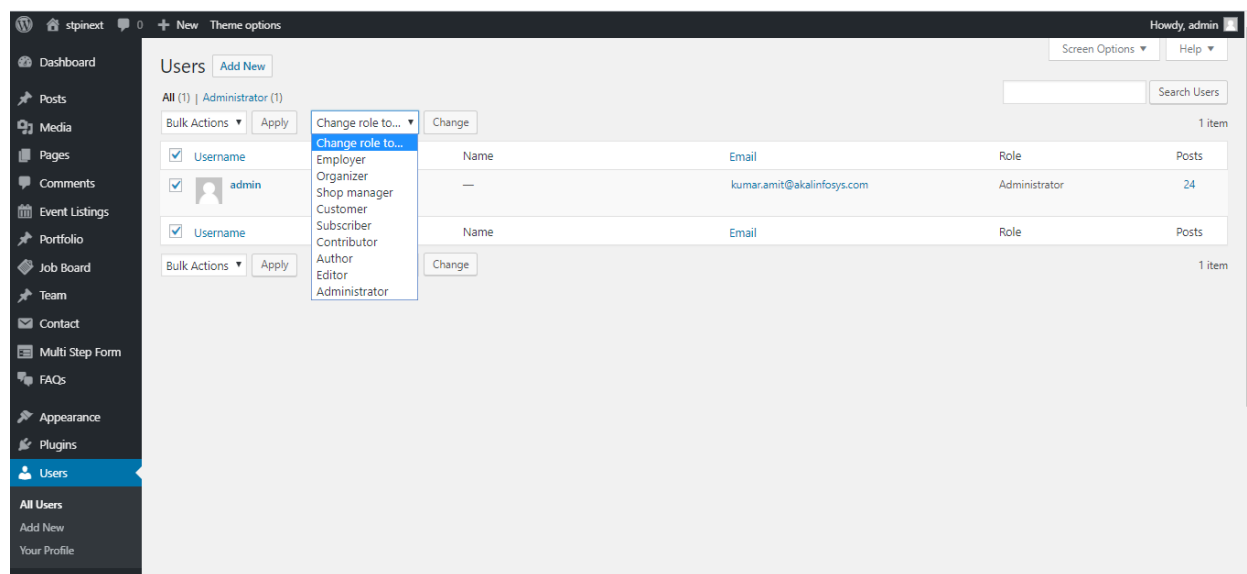 stpinext 0 + New Theme options Howdy, admin
Screen Options ▼ Help ▼
Dashboard
Posts
Media
Pages
Comments
Event Listings
Portfolio
Job Board
Team
Contact
Multi Step Form
FAQs
Appearance
Plugins
Users
All Users
Add New
Your Profile
Users Add New
All (1) | Administrator (1)
Search Users
Bulk Actions ▼ Apply Change role to... ▼ Change 1 item
Change role to...
Employer
Organizer
Shop manager
Customer
Subscriber
Contributor
Author
Editor
Administrator
Username Name Email Role Posts
admin — kumar.amit@akalinfosys.com Administrator 24
Username Name Email Role Posts
Bulk Actions ▼ Apply Change 1 item